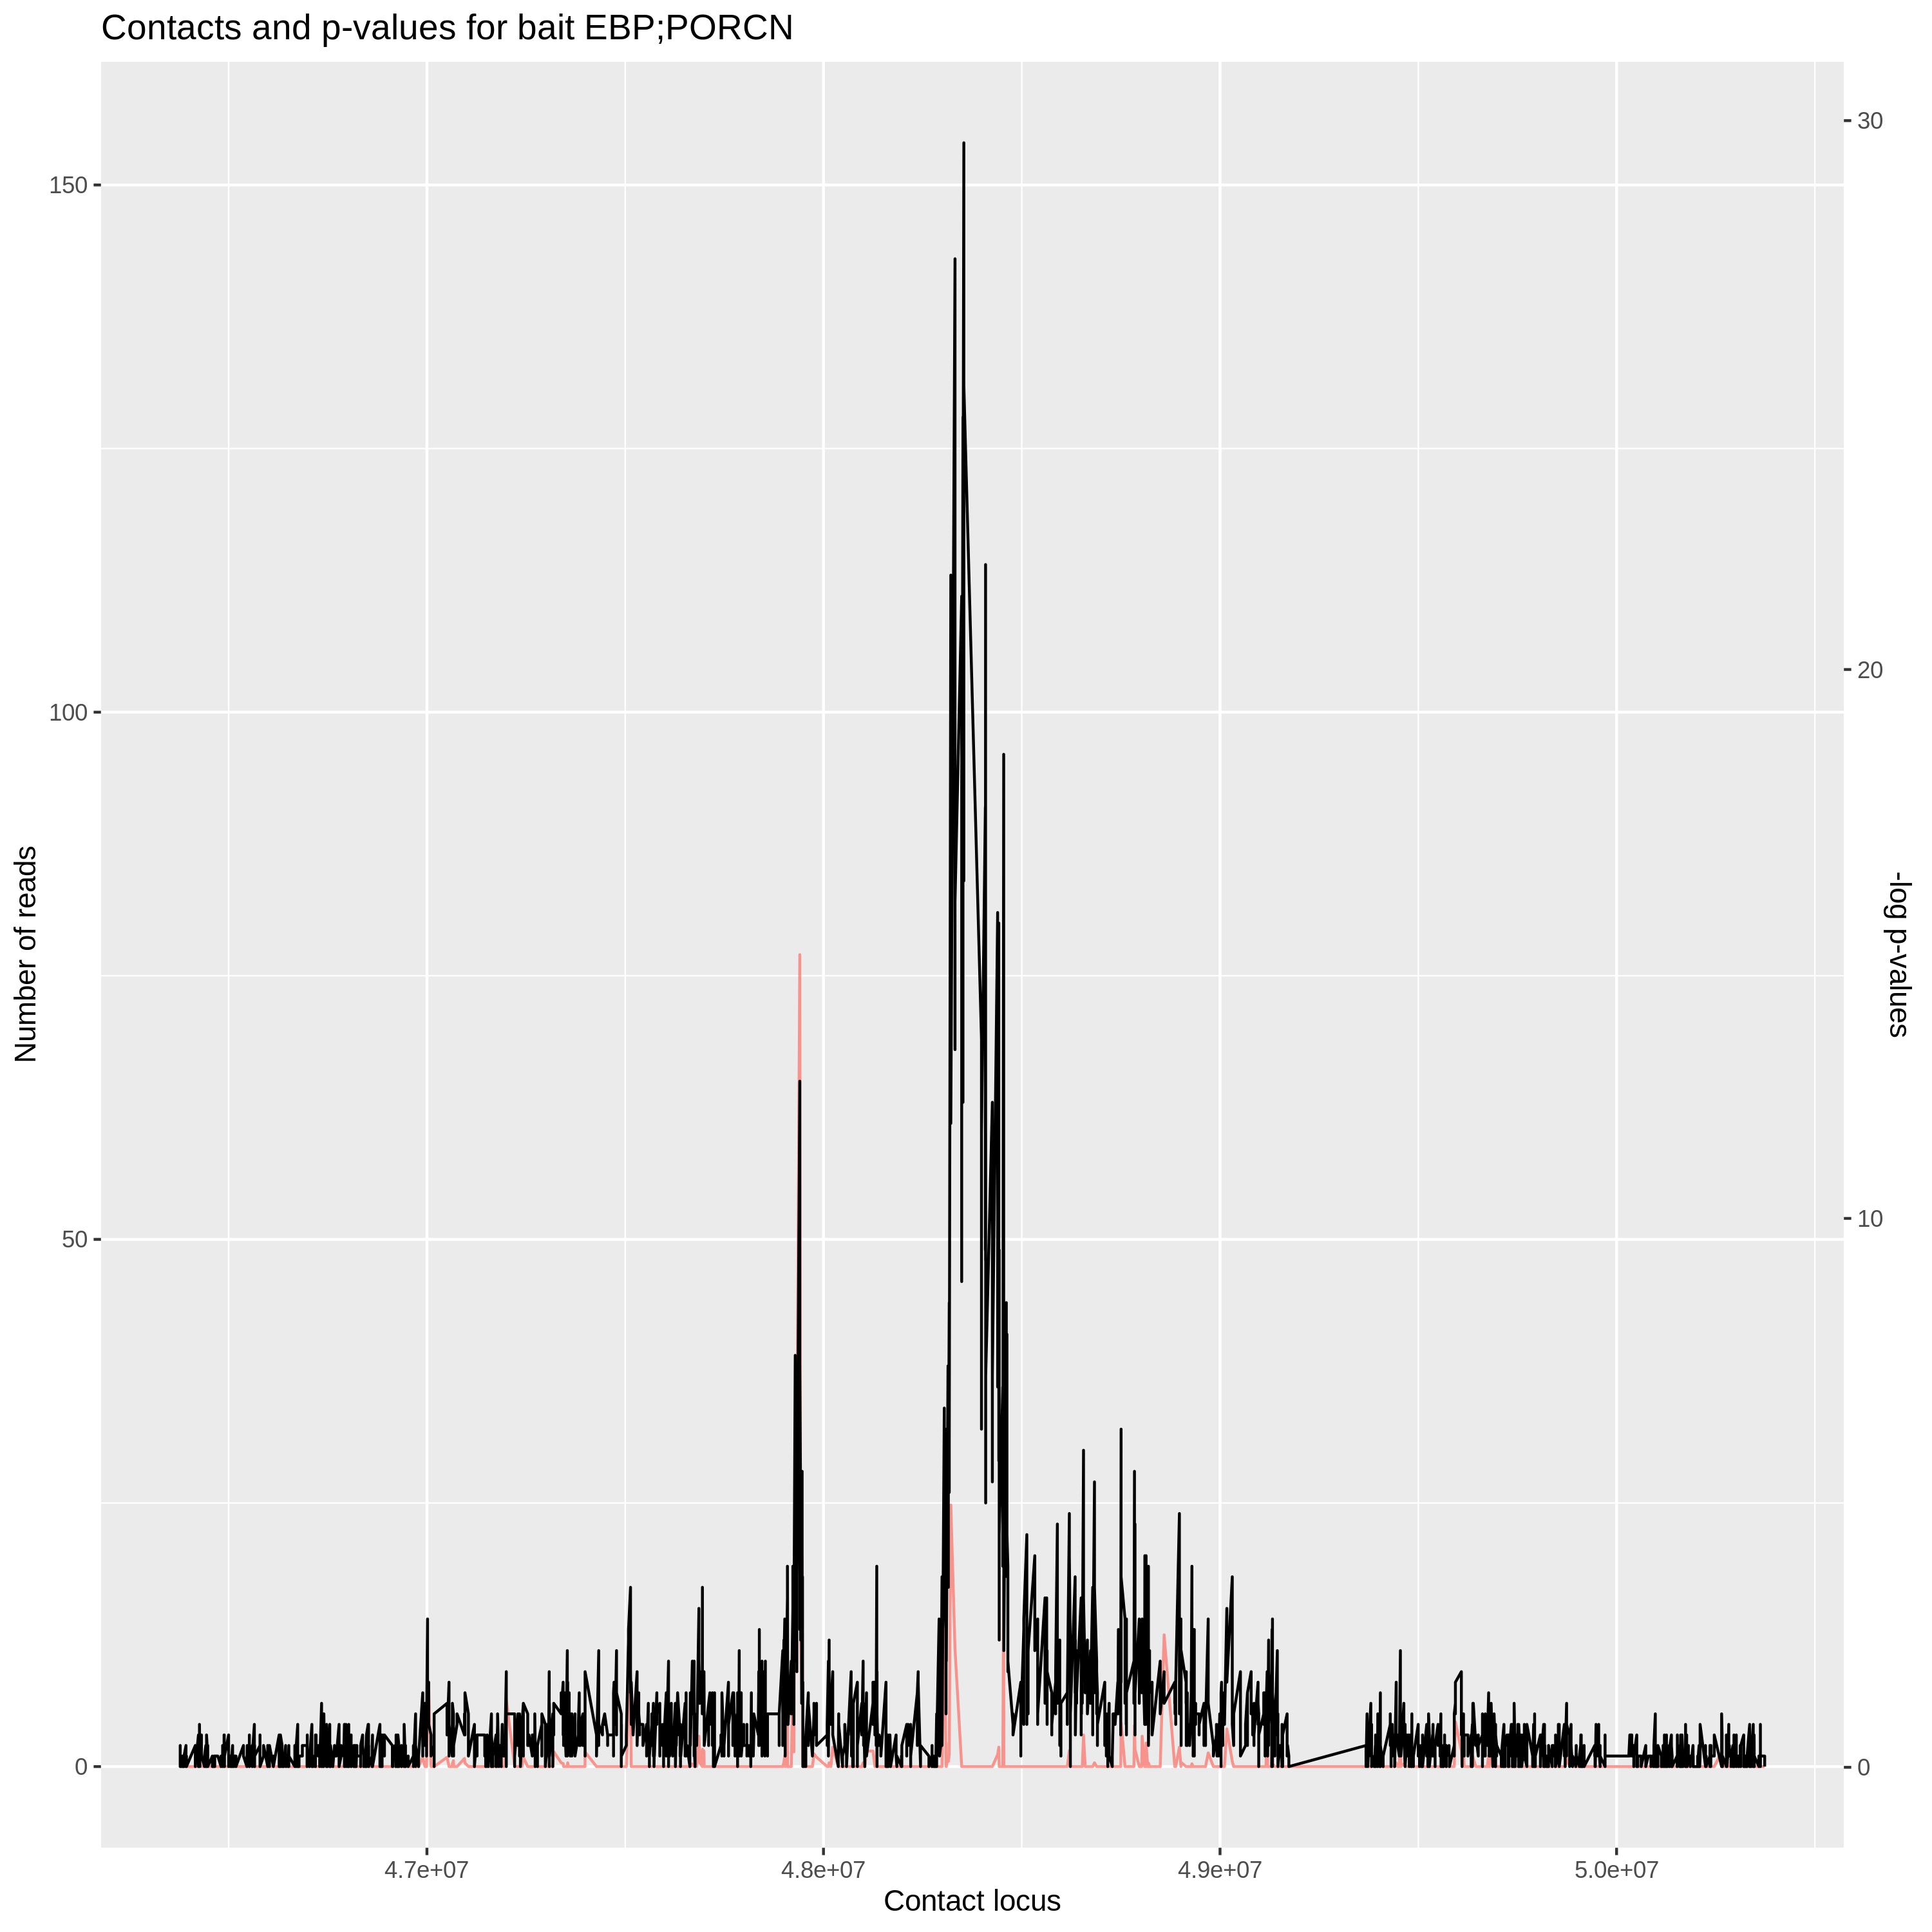 Contacts and p-values for bait EBP;PORCN
150
100
50
0
Number of reads
30
20
10
0
-log p-values
4.7e+07
4.8e+07
4.9e+07
5.0e+07
Contact locus